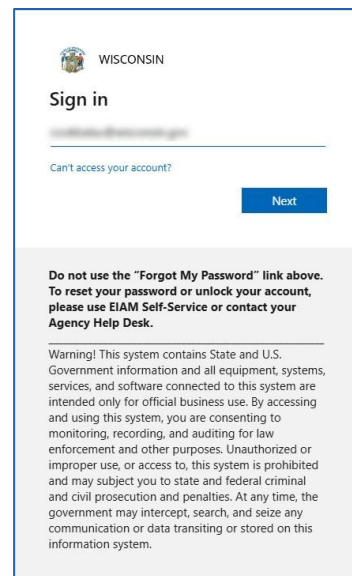 WISCONSIN
Sign in
Can't access your account?
Next
Do not use the “Forgot My Password” link above.
To reset your password or unlock your account,
please use EIAM Self-Service or contact your
Agency Help Desk.
Warning! This system contains State and U.S.
Government information and all equipment, systems,
services, and software connected to this system are
intended only for official business use. By accessing
and using this system, you are consenting to
monitoring, recording, and auditing for law
enforcement and other purposes. Unauthorized or
improper use, or access to, this system is prohibited
and may subject you to state and federal criminal
and civil prosecution and penalties. At any time, the
government may intercept, search, and seize any
communication or data transiting or stored on this
information system.